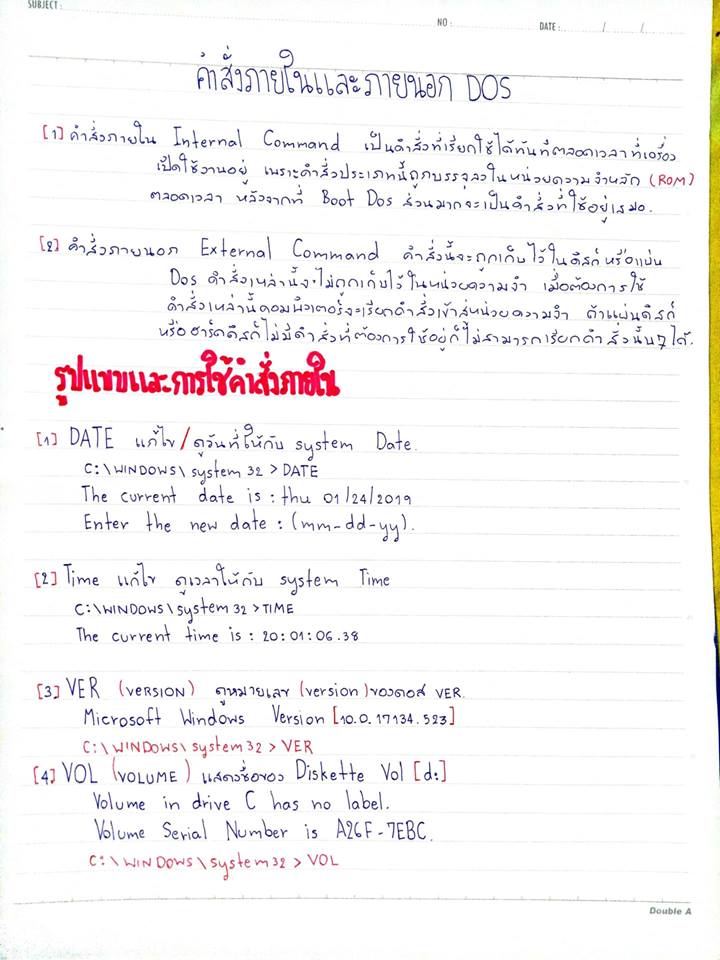 SUBJECT :
NO : DATE : / /
คำสั่งภายในและภายนอก DOS
[1] คำสั่งภายใน Internal Command เป็นคำสั่งที่เรียกใช้ได้ทันทีตลอดเวลาที่เครื่อง
เปิดใช้งานอยู่ เพราะคำสั่งประเภทนี้ถูกบรรจุลงในหน่วยความจำหลัก (ROM)
ตลอดเวลา หลังจากที่ Boot Dos ส่วนมากจะเป็นคำสั่งที่ใช้อยู่เสมอ.
[2] คำสั่งภายนอก External Command คำสั่งนี้จะถูกเก็บไว้ในดิสก์ หรือแผ่น
Dos คำสั่งเหล่านี้จะไม่ถูกเก็บไว้ในหน่วยความจำ เมื่อต้องการใช้
คำสั่งเหล่านี้คอมพิวเตอร์จะเรียกคำสั่งเข้าสู่หน่วยความจำ ถ้าแผ่นดิสก์
หรือฮาร์ดดิสก์ไม่มีคำสั่งที่ต้องการใช้อยู่ก็ไม่สามารถเรียกคำสั่งนั้นๆ ได้.
รูปแบบและการใช้คำสั่งภายใน
[1] DATE แก้ไข/ดูวันที่ให้กับ system Date.
C:\WINDOWS\system32 > DATE
The current date is : thu 01/24/2019
Enter the new date : (mm-dd-yy).
[2] Time แก้ไข ดูเวลาให้กับ system Time
C:\WINDOWS\system32 >TIME
The current time is : 20:01:06.38
[3] VER (VERSION) ดูหมายเลข (version)ของดอส VER.
Microsoft Windows Version [10.0.17134.523]
C:\WINDOWS\system32 > VER
[4] VOL (VOLUME) แสดงชื่อของ Diskette Vol [d:]
Volume in drive C has no label.
Volume Serial Number is A26F-7EBC.
C:\WINDOWS\system32 > VOL
Double A